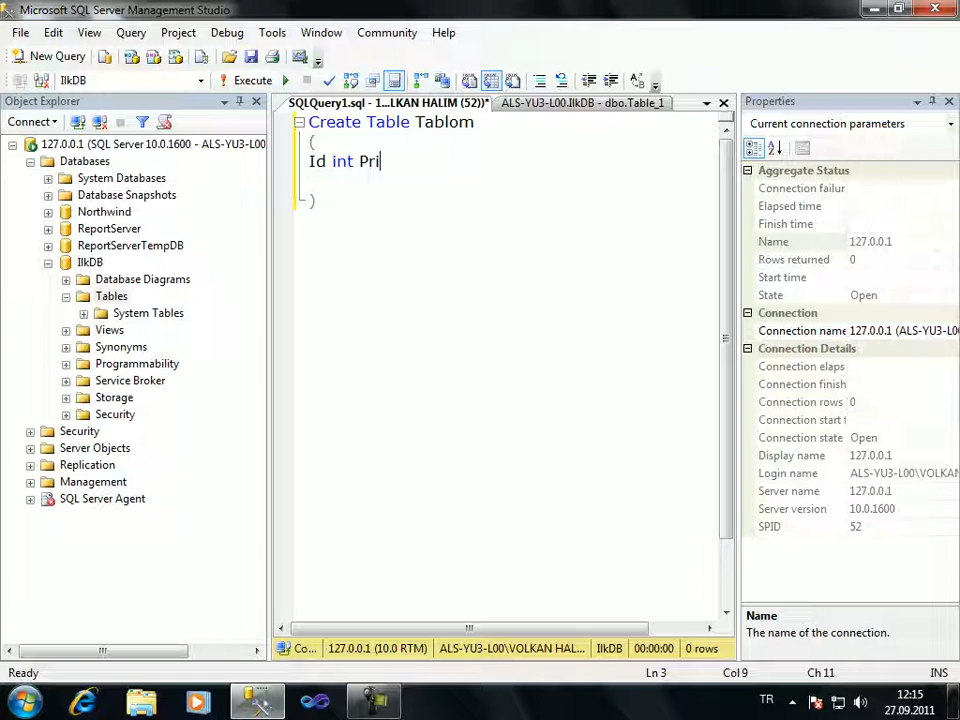 Microsoft SQL Server Management Studio
File Edit View Query Project Debug Tools Window Community Help
New Query
IlkDB Execute
Object Explorer
Connect
127.0.0.1 (SQL Server 10.0.1600 - ALS-YU3-L00
Databases
System Databases
Database Snapshots
Northwind
ReportServer
ReportServerTempDB
IlkDB
Database Diagrams
Tables
System Tables
Views
Synonyms
Programmability
Service Broker
Storage
Security
Security
Server Objects
Replication
Management
SQL Server Agent
SQLQuery1.sql - 1...LKAN HALIM (52))* ALS-YU3-L00.IlkDB - dbo.Table_1
Create Table Tablom
(
Id int Pri
)
Co... 127.0.0.1 (10.0 RTM) ALS-YU3-L00\VOLKAN HAL... IlkDB 00:00:00 0 rows
Properties
Current connection parameters
Aggregate Status
Connection failur
Elapsed time
Finish time
Name 127.0.0.1
Rows returned 0
Start time
State Open
Connection
Connection name 127.0.0.1 (ALS-YU3-L0
Connection Details
Connection elaps
Connection finish
Connection rows 0
Connection start t
Connection state Open
Display name 127.0.0.1
Login name ALS-YU3-L00\VOLKAN
Server name 127.0.0.1
Server version 10.0.1600
SPID 52
Name
The name of the connection.
Ready Ln 3 Col 9 Ch 11 INS
TR 12:15
27.09.2011